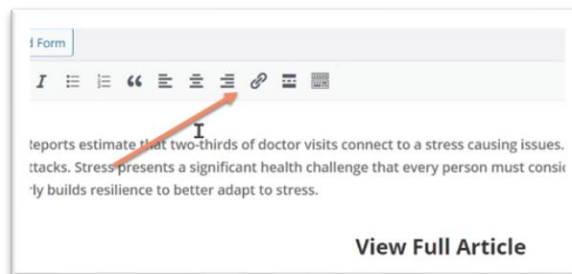 d Form
I
Reports estimate that two-thirds of doctor visits connect to a stress causing issues.
ttacks. Stress presents a significant health challenge that every person must consi
rly builds resilience to better adapt to stress.
View Full Article